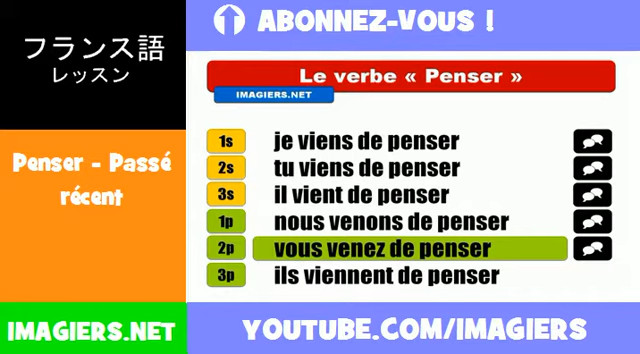 フランス語
レッスン
Penser - Passé
récent
IMAGIERS.NET
ABONNEZ-VOUS !
Le verbe « Penser »
IMAGIERS.NET
1s je viens de penser
2s tu viens de penser
3s il vient de penser
1p nous venons de penser
2p vous venez de penser
3p ils viennent de penser
YOUTUBE.COM/IMAGIERS